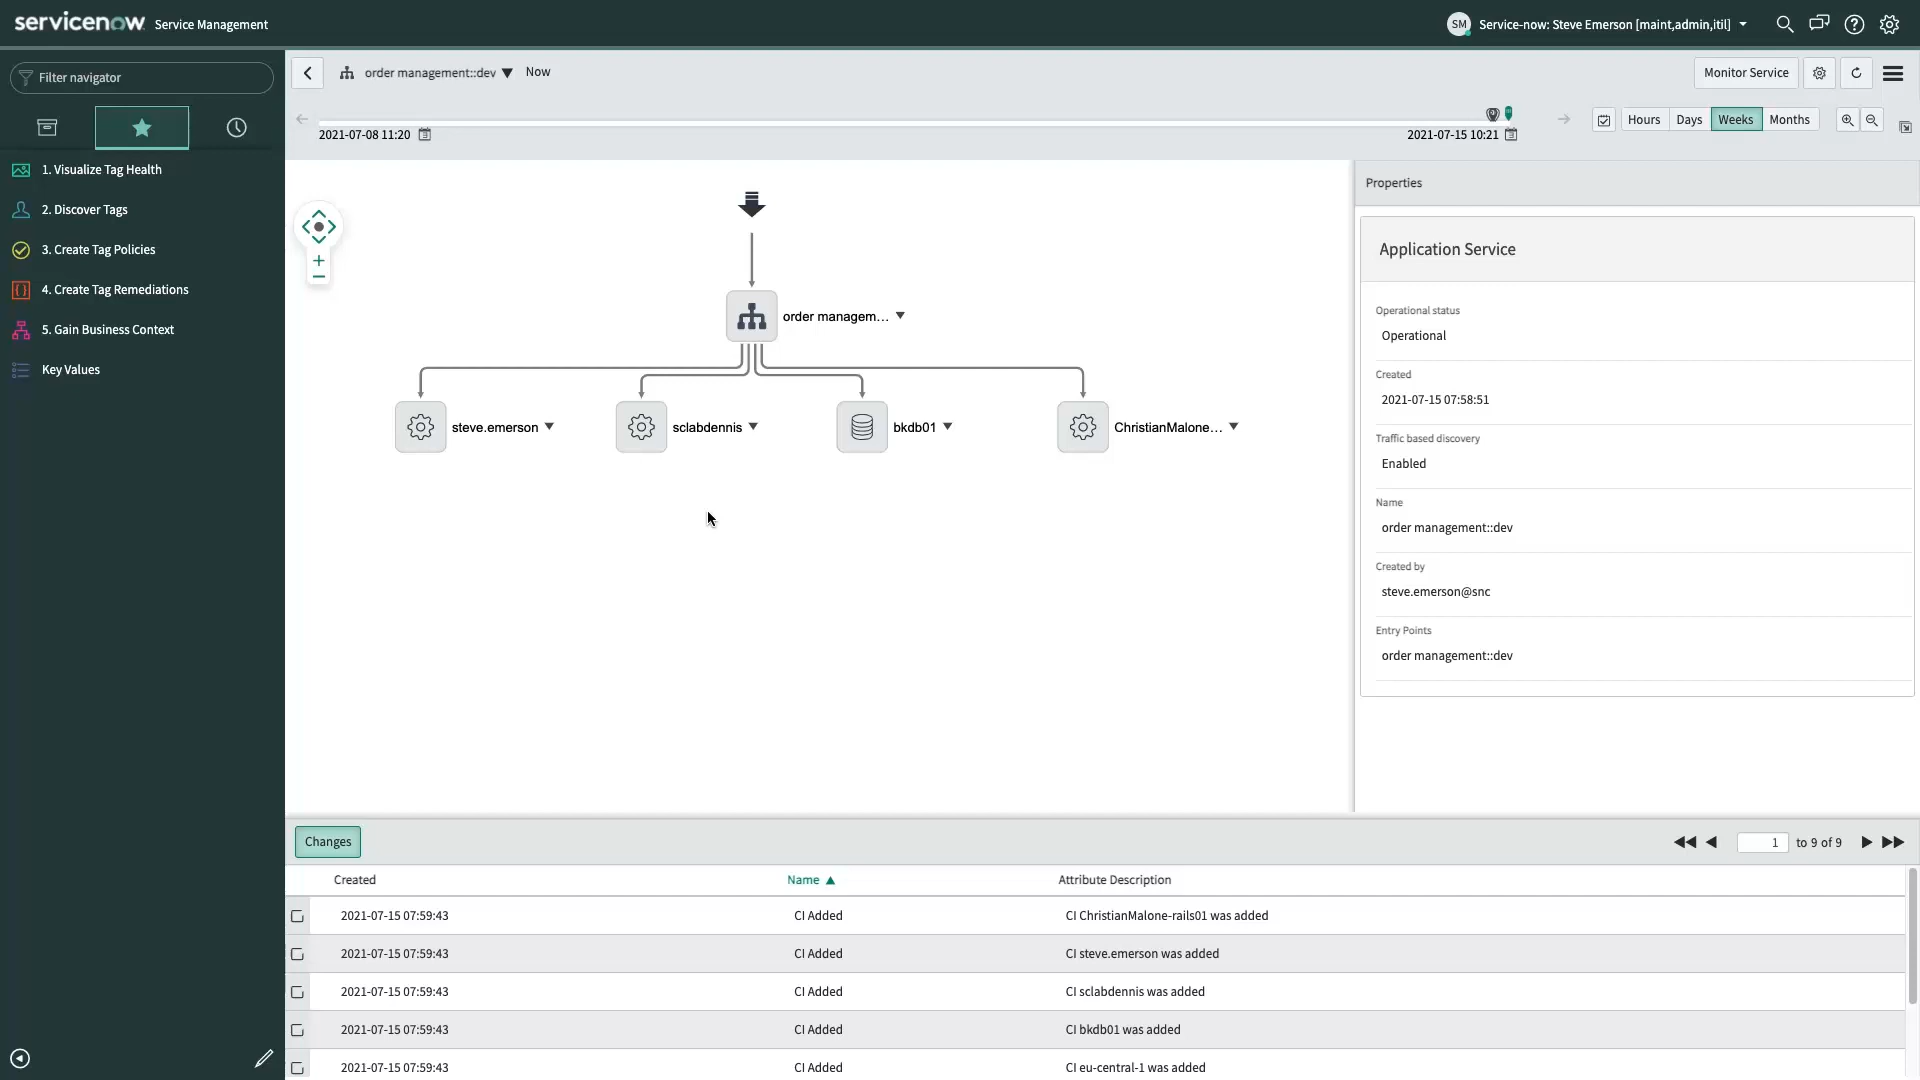 servicenow Service Management
SM Service-now: Steve Emerson [maint,admin,itil]
Filter navigator
order management::dev Now
Monitor Service
2021-07-08 11:20
2021-07-15 10:21
Hours Days Weeks Months
1. Visualize Tag Health
2. Discover Tags
3. Create Tag Policies
4. Create Tag Remediations
5. Gain Business Context
Key Values
order managem...
steve.emerson
sclabdennis
bkdb01
ChristianMalone...
Properties
Application Service
Operational status
Operational
Created
2021-07-15 07:58:51
Traffic based discovery
Enabled
Name
order management::dev
Created by
steve.emerson@snc
Entry Points
order management::dev
Changes
1 to 9 of 9
Created Name Attribute Description
2021-07-15 07:59:43 CI Added CI ChristianMalone-rails01 was added
2021-07-15 07:59:43 CI Added CI steve.emerson was added
2021-07-15 07:59:43 CI Added CI sclabdennis was added
2021-07-15 07:59:43 CI Added CI bkdb01 was added
2021-07-15 07:59:43 CI Added CI eu-central-1 was added